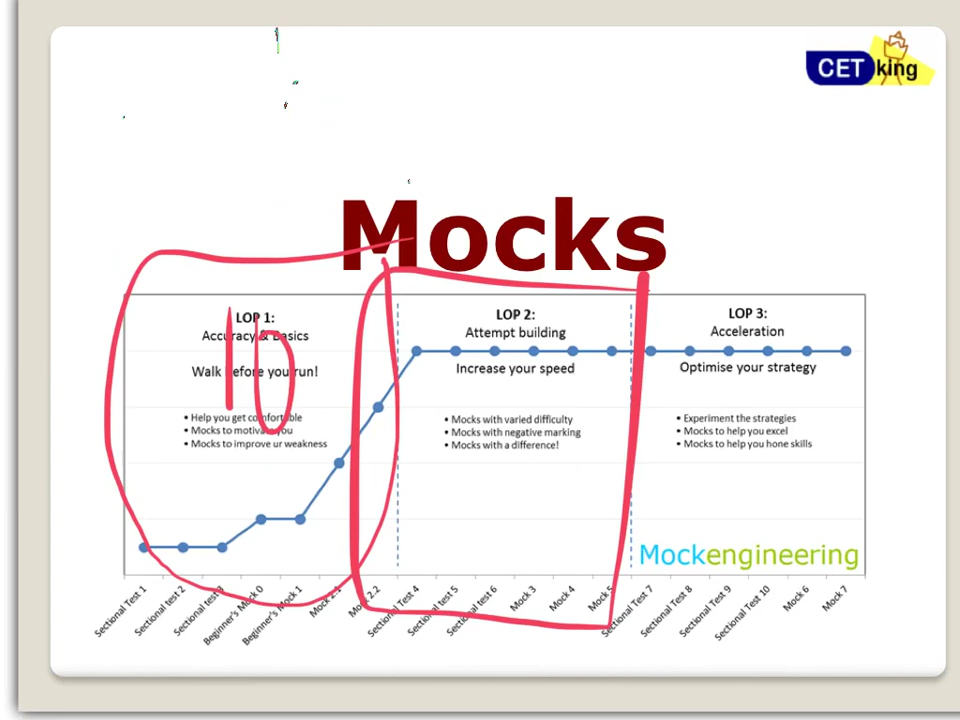 CET king
Mocks
LOP 1:
Accuracy & Basics
Walk before you run!
• Help you get comfortable
• Mocks to motivate you
• Mocks to improve ur weakness
10
LOP 2:
Attempt building
Increase your speed
• Mocks with varied difficulty
• Mocks with negative marking
• Mocks with a difference!
LOP 3:
Acceleration
Optimise your strategy
• Experiment the strategies
• Mocks to help you excel
• Mocks to help you hone skills
Mockengineering
Sectional Test 1
Sectional test 2
Sectional test 3
Beginner's Mock 0
Beginner's Mock 1
Mock 2.1
Mock 2.2
Sectional Test 4
Sectional test 5
Sectional test 6
Mock 3
Mock 4
Mock 5
Sectional Test 7
Sectional Test 8
Sectional Test 9
Sectional Test 10
Mock 6
Mock 7